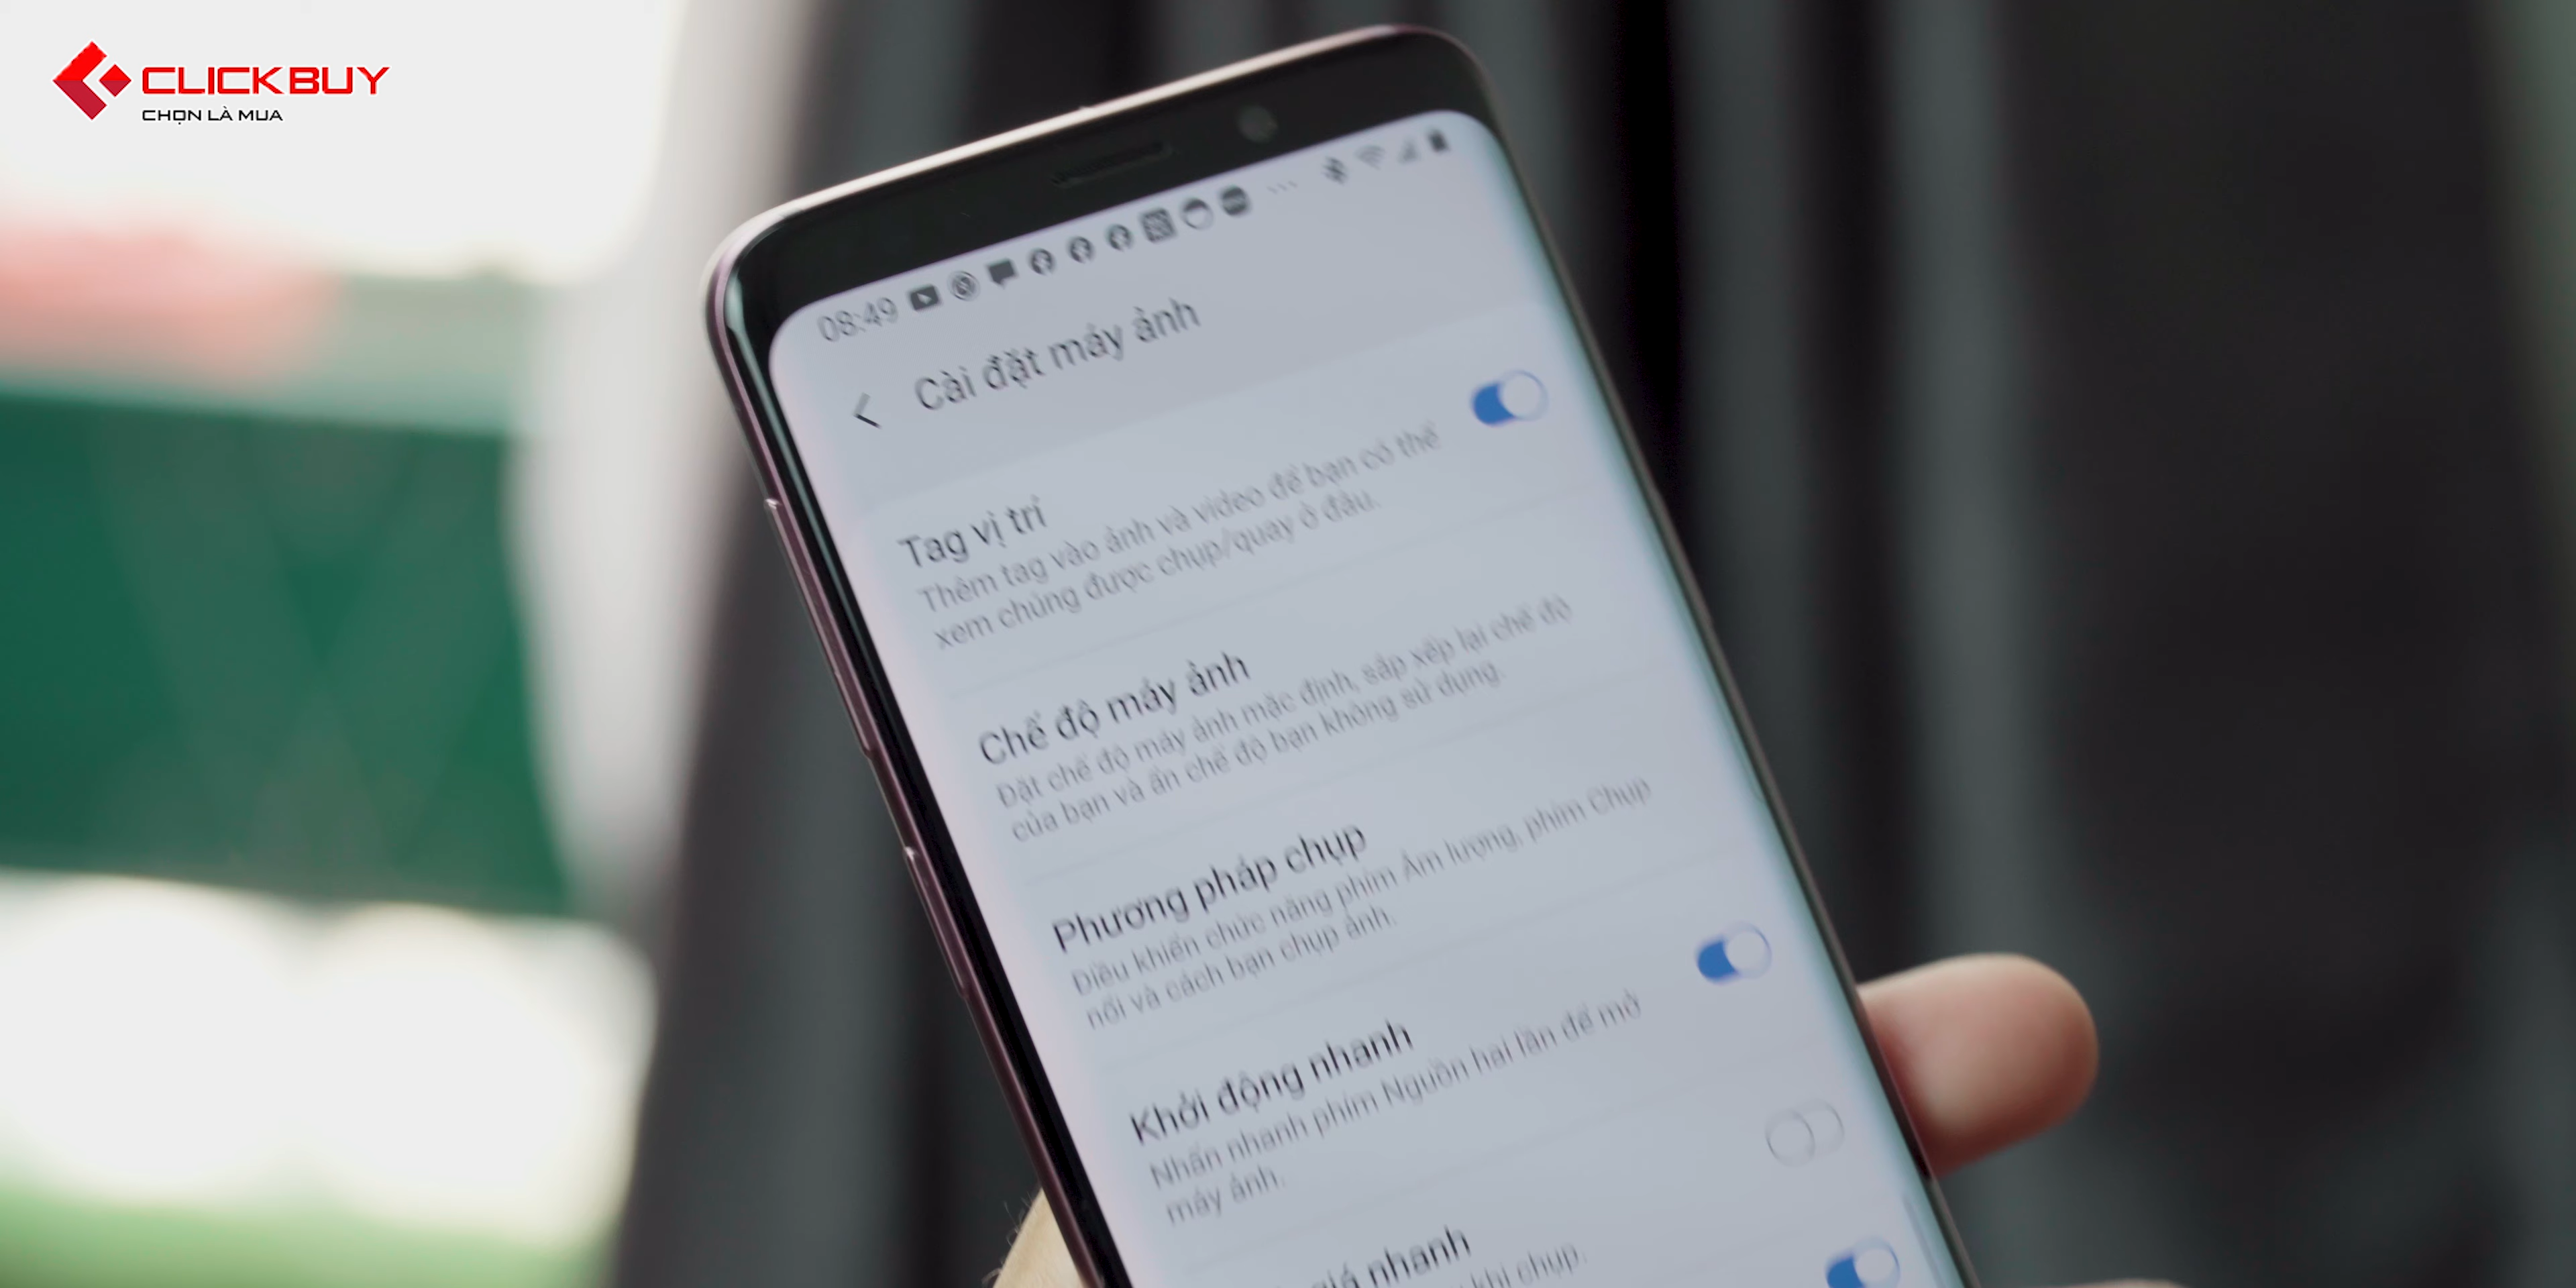 CLICKBUY
CHỌN LÀ MUA
08:49
Cài đặt máy ảnh
Tag vị trí
Thêm tag vào ảnh và video để bạn có thể
xem chúng được chụp/quay ở đâu.
Chế độ máy ảnh
Đặt chế độ máy ảnh mặc định, sắp xếp lại chế độ
của bạn và ẩn chế độ bạn không sử dụng.
Phương pháp chụp
Điều khiển chức năng phím Âm lượng, phím Chụp
nổi và cách bạn chụp ảnh.
Khởi động nhanh
Nhấn nhanh phím Nguồn hai lần để mở
máy ảnh.
giá nhanh
khi chụp.